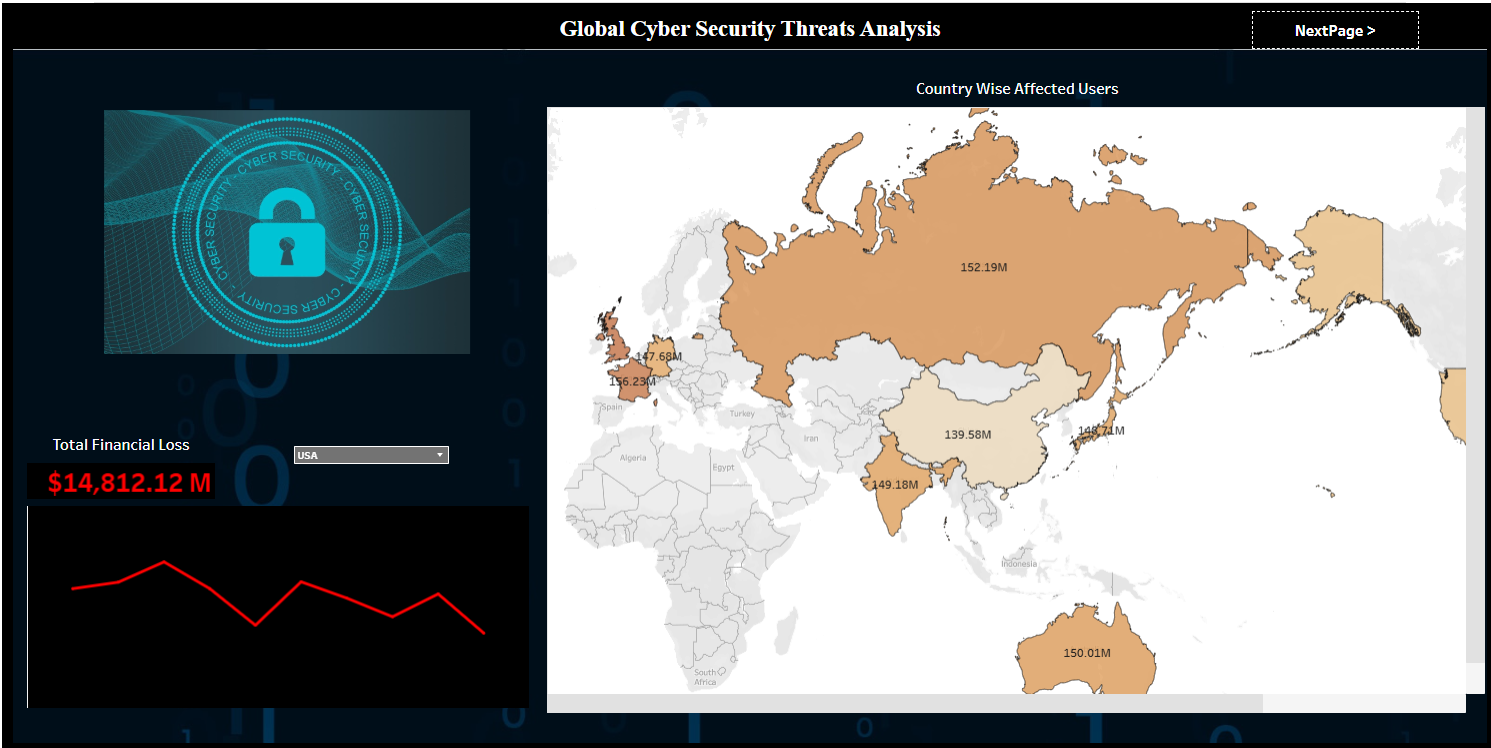 Global Cyber Security Threats Analysis
NextPage >
Country Wise Affected Users
CYBER SECURITY - CYBER SECURITY - CYBER SECURITY - CYBER SECURITY -
152.19M
147.68M
156.23M
Spain
Turkey
139.58M
Iran
Algeria
Egypt
149.18M
Indonesia
150.01M
South
Africa
Total Financial Loss
USA
$14,812.12 M